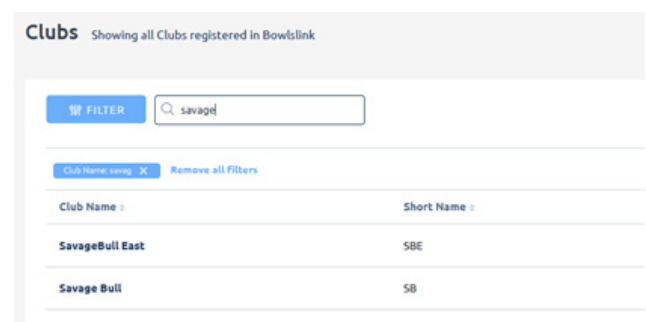 Clubs Showing all Clubs registered in Bowlslink
FILTER savage
Club Name: savag X Remove all filters
Club Name Short Name
SavageBull East SBE
Savage Bull SB